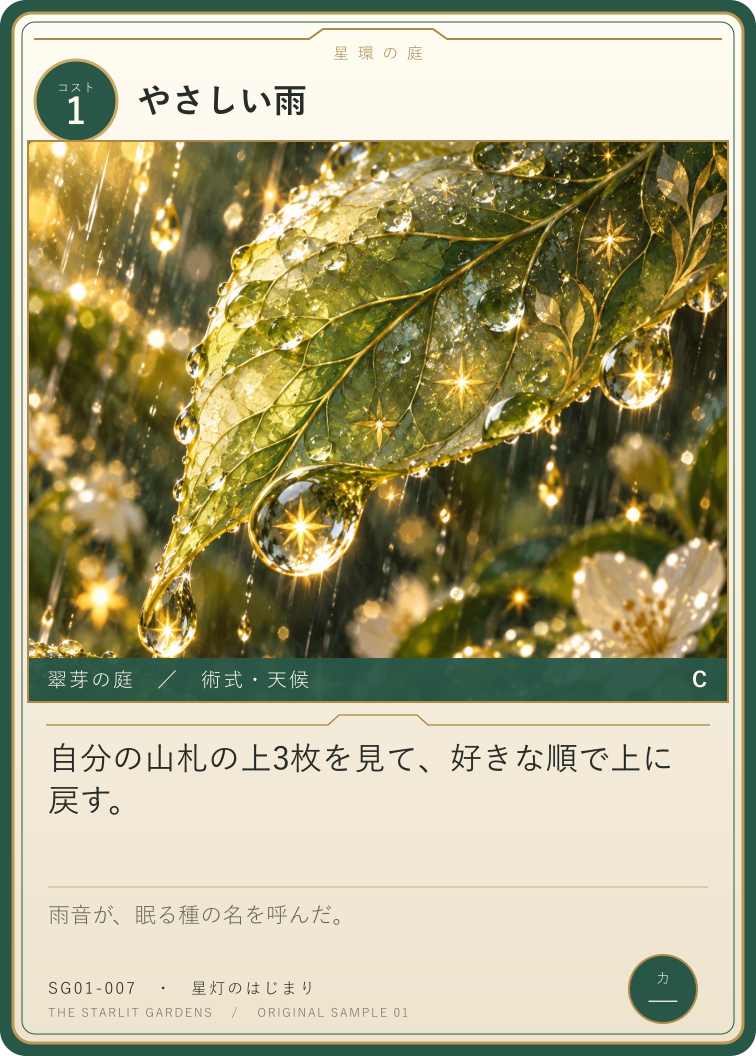 星環の庭
コスト
1
やさしい雨
翠芽の庭 ／ 術式・天候
C
自分の山札の上3枚を見て、好きな順で上に
戻す。
雨音が、眠る種の名を呼んだ。
SG01-007 ・ 星灯のはじまり
THE STARLIT GARDENS / ORIGINAL SAMPLE 01
力
—